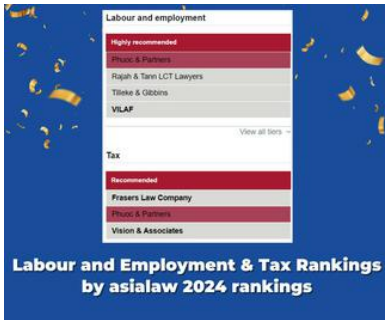 Labour and employment
Highly recommended
Phuoc & Partners
Rajah & Tann LCT Lawyers
Tilleke & Gibbins
VILAF
View all tiers
Tax
Recommended
Frasers Law Company
Phuoc & Partners
Vision & Associates
Labour and Employment & Tax Rankings
by asialaw 2024 rankings